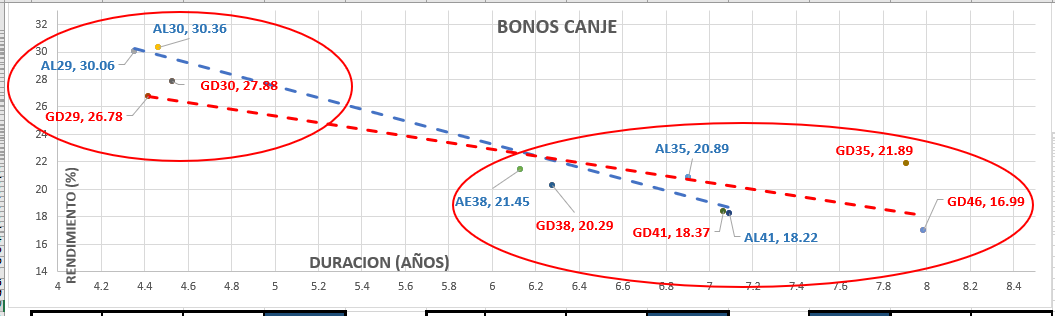 BONOS CANJE
32
30
28
26
24
22
20
18
16
14
RENDIMIENTO (%)
AL30, 30.36
AL29, 30.06
GD30, 27.88
GD29, 26.78
AL35, 20.89
GD35, 21.89
AE38, 21.45
GD38, 20.29
GD41, 18.37
AL41, 18.22
GD46, 16.99
DURACION (AÑOS)
4 4.2 4.4 4.6 4.8 5 5.2 5.4 5.6 5.8 6 6.2 6.4 6.6 6.8 7 7.2 7.4 7.6 7.8 8 8.2 8.4